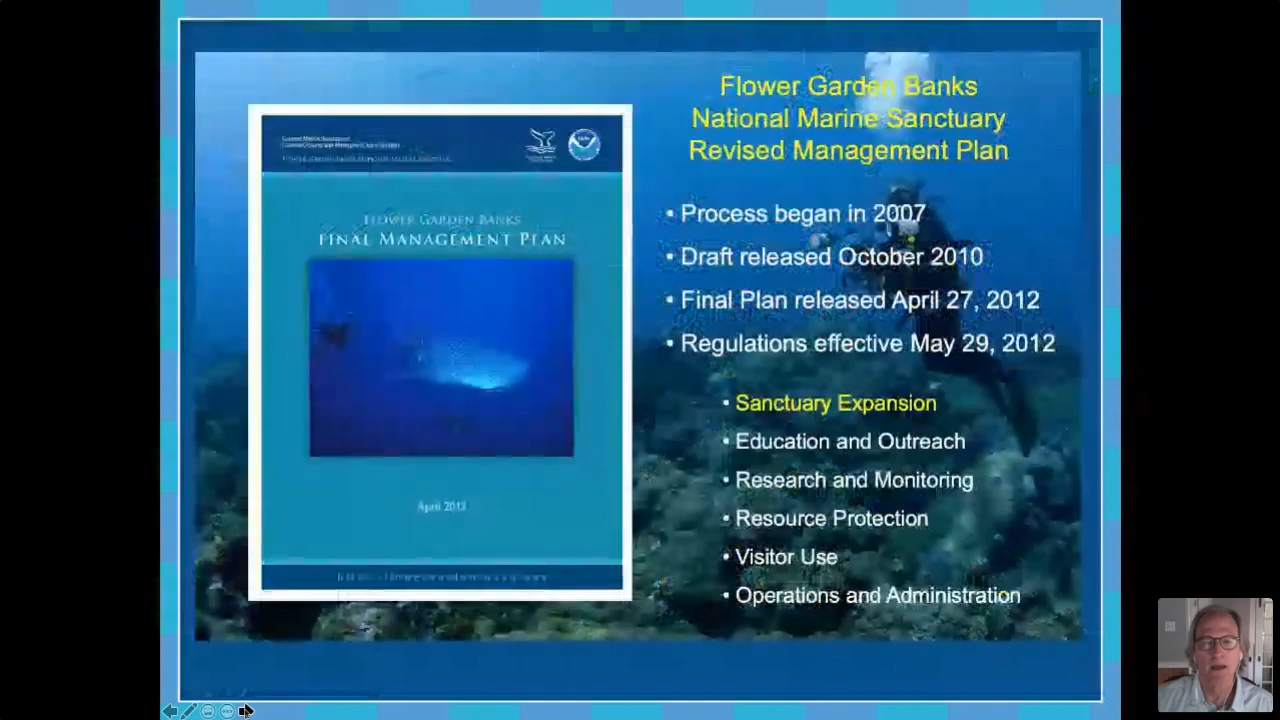 Flower Garden Banks
National Marine Sanctuary
Revised Management Plan
• Process began in 2007
• Draft released October 2010
• Final Plan released April 27, 2012
• Regulations effective May 29, 2012
• Sanctuary Expansion
• Education and Outreach
• Research and Monitoring
• Resource Protection
• Visitor Use
• Operations and Administration
FLOWER GARDEN BANKS
FINAL MANAGEMENT PLAN
April 2012